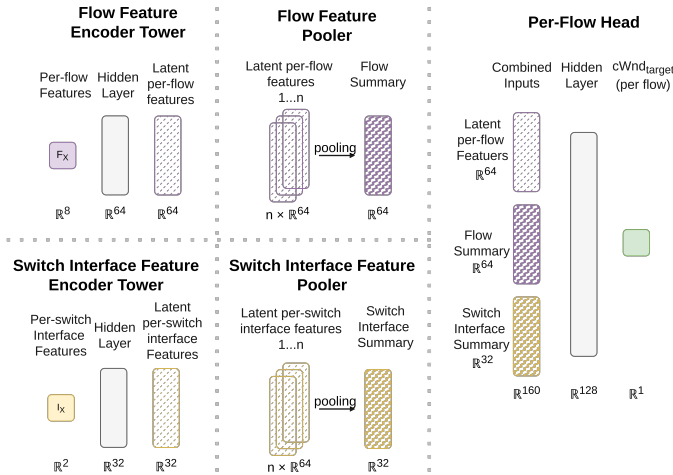 Flow Feature
Encoder Tower
Per-flow
Features
Hidden
Layer
Latent
per-flow
features
F_X
ℝ^8
ℝ^64
ℝ^64
Flow Feature
Pooler
Latent per-flow
features
1...n
Flow
Summary
pooling
n × ℝ^64
ℝ^64
Switch Interface Feature
Encoder Tower
Per-switch
Interface
Features
Hidden
Layer
Latent
per-switch
interface
Features
I_X
ℝ^2
ℝ^32
ℝ^32
Switch Interface Feature
Pooler
Latent per-switch
interface features
1...n
Switch
Interface
Summary
pooling
n × ℝ^64
ℝ^32
Per-Flow Head
Combined
Inputs
Hidden
Layer
cWnd_target
(per flow)
Latent
per-flow
Featuers
ℝ^64
Flow
Summary
ℝ^64
Switch
Interface
Summary
ℝ^32
ℝ^160
ℝ^128
ℝ^1